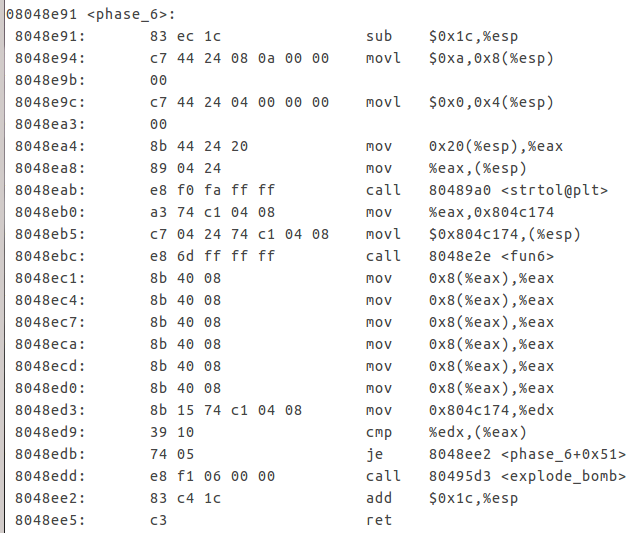 08048e91 <phase_6>:
8048e91: 83 ec 1c sub $0x1c,%esp
8048e94: c7 44 24 08 0a 00 00 movl $0xa,0x8(%esp)
8048e9b: 00
8048e9c: c7 44 24 04 00 00 00 movl $0x0,0x4(%esp)
8048ea3: 00
8048ea4: 8b 44 24 20 mov 0x20(%esp),%eax
8048ea8: 89 04 24 mov %eax,(%esp)
8048eab: e8 f0 fa ff ff call 80489a0 <strtol@plt>
8048eb0: a3 74 c1 04 08 mov %eax,0x804c174
8048eb5: c7 04 24 74 c1 04 08 movl $0x804c174,(%esp)
8048ebc: e8 6d ff ff ff call 8048e2e <fun6>
8048ec1: 8b 40 08 mov 0x8(%eax),%eax
8048ec4: 8b 40 08 mov 0x8(%eax),%eax
8048ec7: 8b 40 08 mov 0x8(%eax),%eax
8048eca: 8b 40 08 mov 0x8(%eax),%eax
8048ecd: 8b 40 08 mov 0x8(%eax),%eax
8048ed0: 8b 40 08 mov 0x8(%eax),%eax
8048ed3: 8b 15 74 c1 04 08 mov 0x804c174,%edx
8048ed9: 39 10 cmp %edx,(%eax)
8048edb: 74 05 je 8048ee2 <phase_6+0x51>
8048edd: e8 f1 06 00 00 call 80495d3 <explode_bomb>
8048ee2: 83 c4 1c add $0x1c,%esp
8048ee5: c3 ret